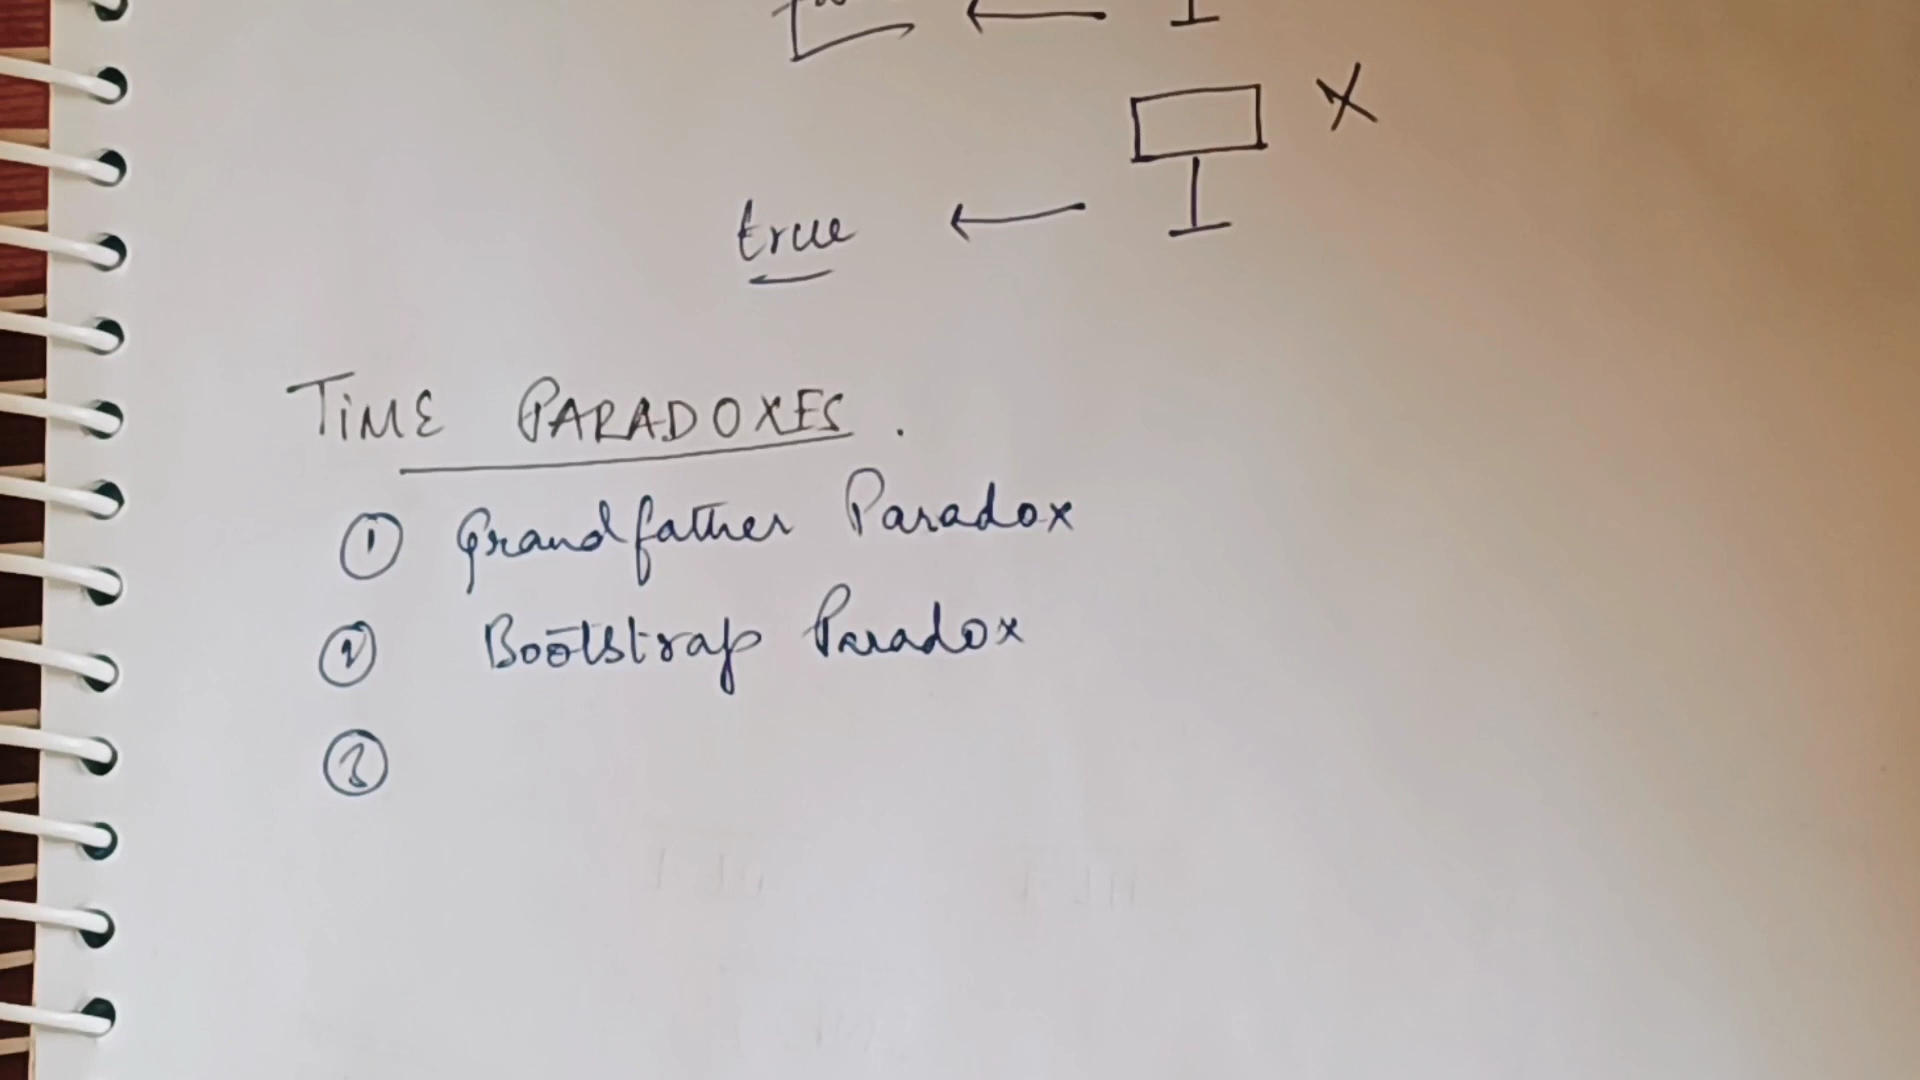 X
true
TiME PARADOXES.
① Grandfather Paradox
② Bootstrap Paradox
③